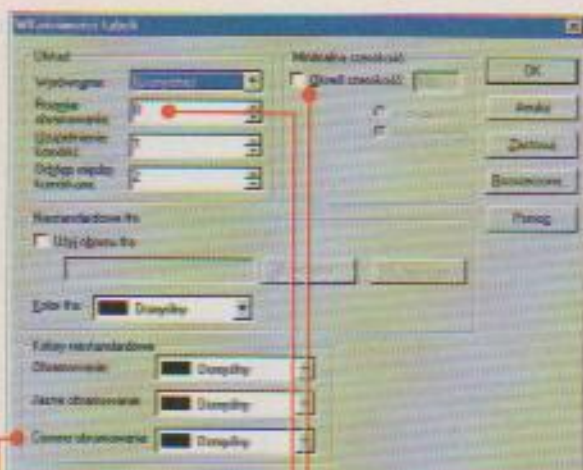 Właściwości tabeli
Układ
Wyrównanie:
Rozmiar
obramowania:
Uzupełnienie
komórki:
Odstęp między
komórkami:
Minimalna szerokość
Określ szerokość:
OK
Anuluj
Zastosuj
Pomoc
Niestandardowe tło
Użyj obrazu tła
Kolor tła: Domyślny
Kolory niestandardowe
Obramowanie: Domyślny
Jasne obramowanie: Domyślny
Ciemne obramowanie: Domyślny